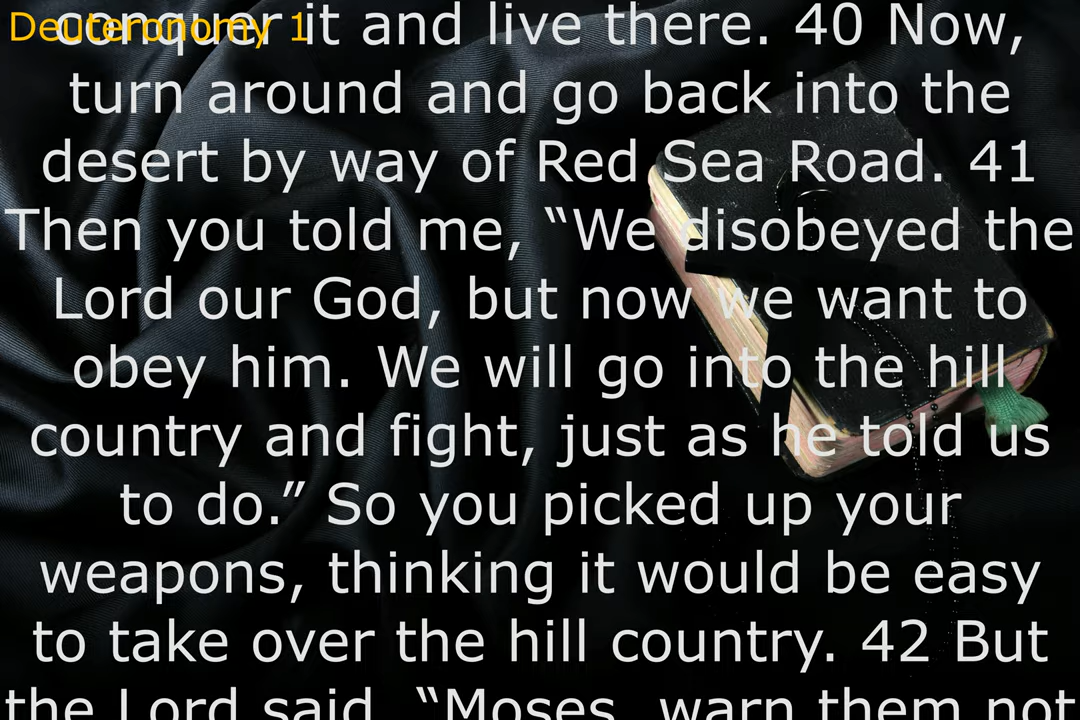 Deuteronomy 1
conquer it and live there. 40 Now,
turn around and go back into the
desert by way of Red Sea Road. 41
Then you told me, “We disobeyed the
Lord our God, but now we want to
obey him. We will go into the hill
country and fight, just as he told us
to do.” So you picked up your
weapons, thinking it would be easy
to take over the hill country. 42 But
the Lord said, “Moses, warn them not